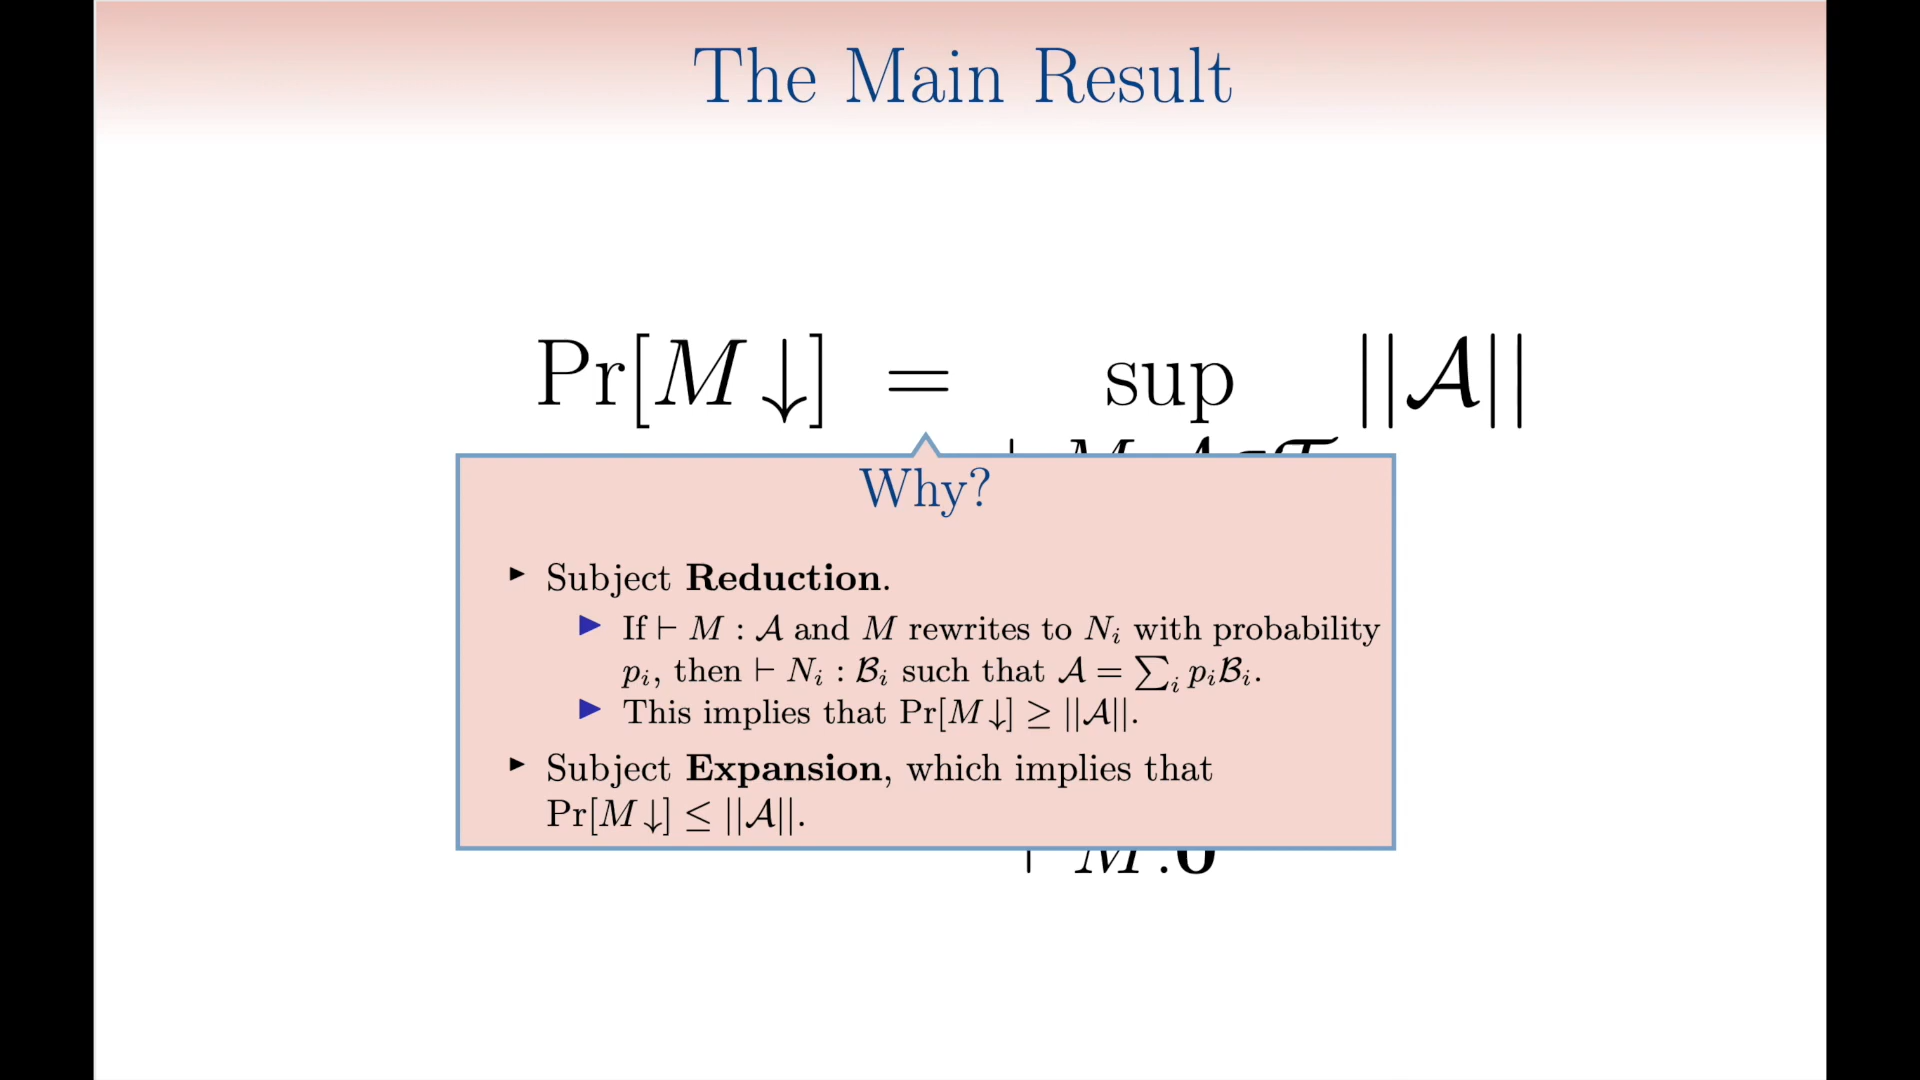 The Main Result
Pr[M ↓] = sup ||𝒜||
Why?
▸ Subject Reduction.
▶ If ⊢ M : 𝒜 and M rewrites to Nᵢ with probability
pᵢ, then ⊢ Nᵢ : ℬᵢ such that 𝒜 = ∑ᵢ pᵢℬᵢ.
▶ This implies that Pr[M ↓] ≥ ||𝒜||.
▸ Subject Expansion, which implies that
Pr[M ↓] ≤ ||𝒜||.